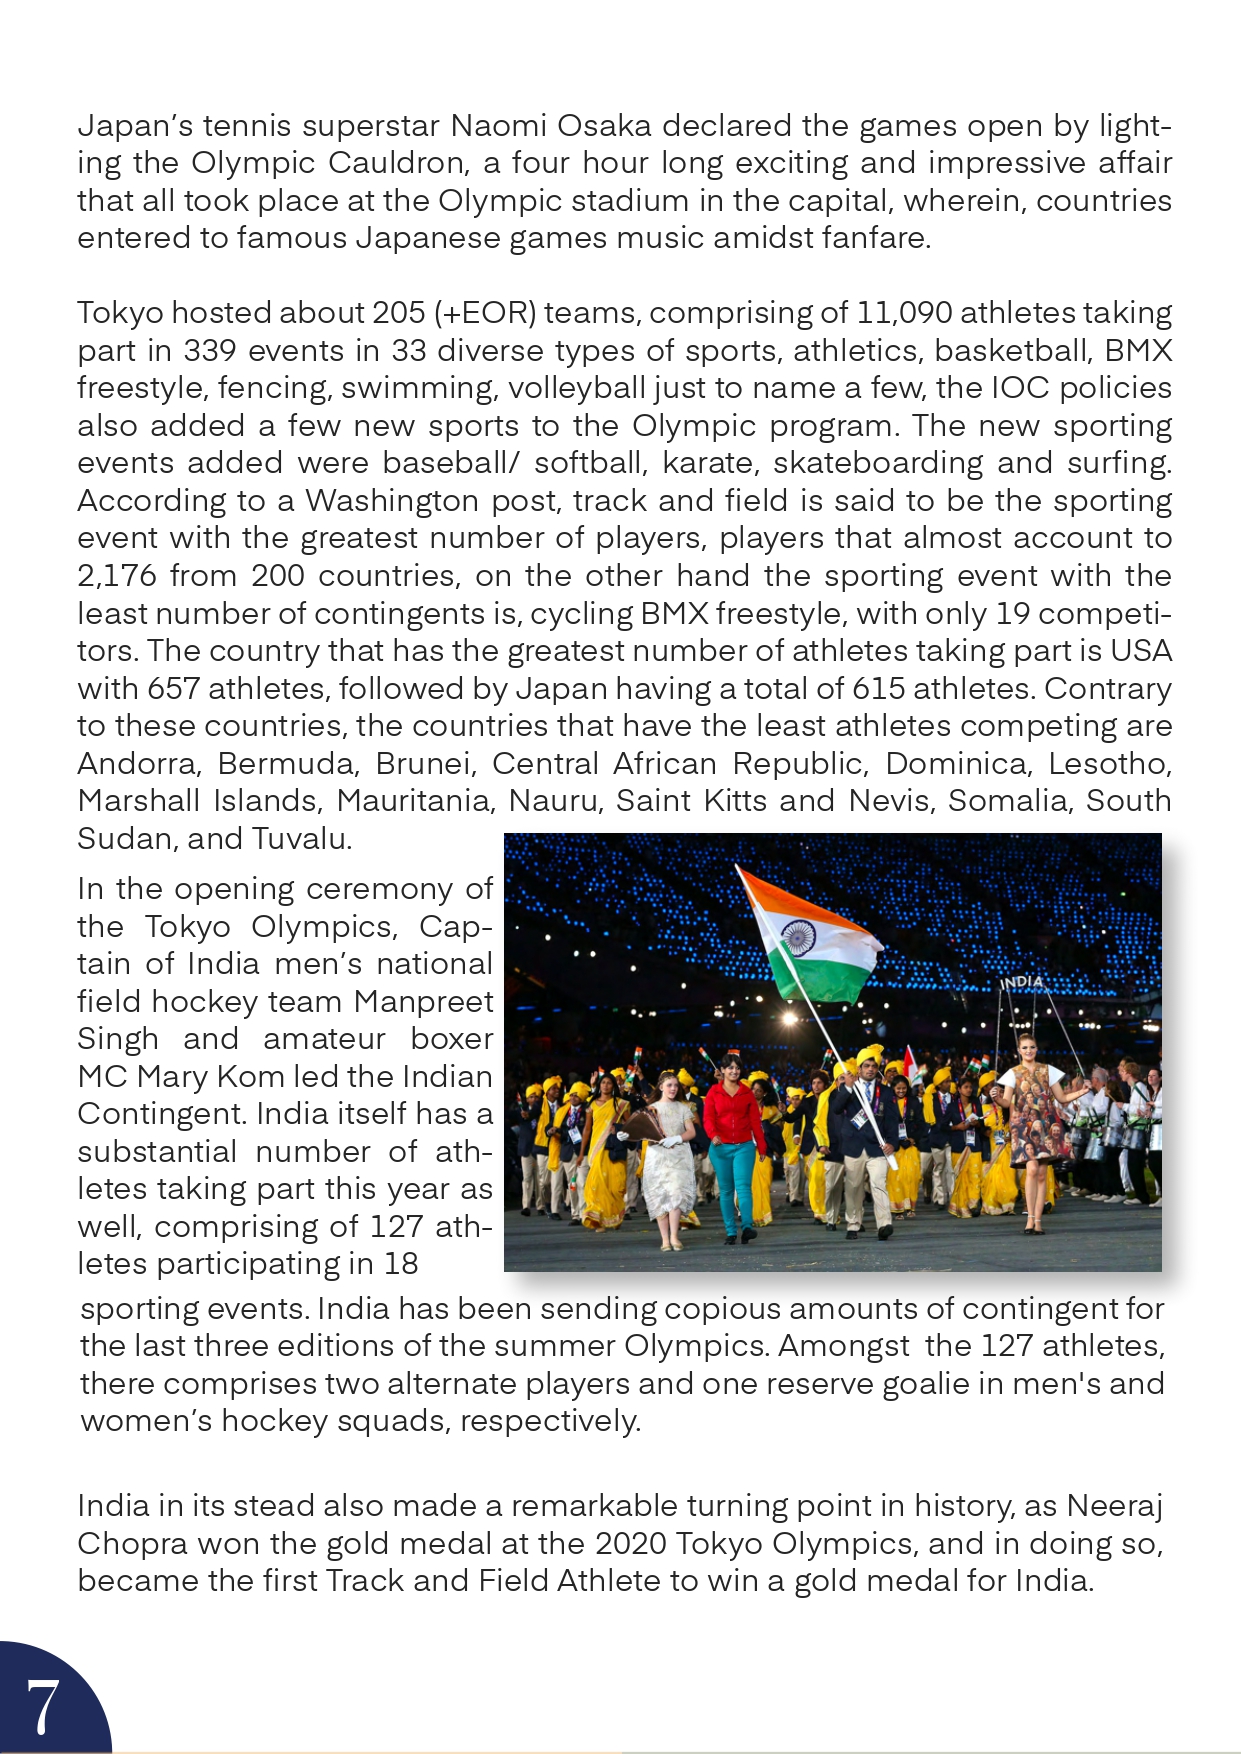 Japan’s tennis superstar Naomi Osaka declared the games open by light-
ing the Olympic Cauldron, a four hour long exciting and impressive affair
that all took place at the Olympic stadium in the capital, wherein, countries
entered to famous Japanese games music amidst fanfare.
Tokyo hosted about 205 (+EOR) teams, comprising of 11,090 athletes taking
part in 339 events in 33 diverse types of sports, athletics, basketball, BMX
freestyle, fencing, swimming, volleyball just to name a few, the IOC policies
also added a few new sports to the Olympic program. The new sporting
events added were baseball/ softball, karate, skateboarding and surfing.
According to a Washington post, track and field is said to be the sporting
event with the greatest number of players, players that almost account to
2,176 from 200 countries, on the other hand the sporting event with the
least number of contingents is, cycling BMX freestyle, with only 19 competi-
tors. The country that has the greatest number of athletes taking part is USA
with 657 athletes, followed by Japan having a total of 615 athletes. Contrary
to these countries, the countries that have the least athletes competing are
Andorra, Bermuda, Brunei, Central African Republic, Dominica, Lesotho,
Marshall Islands, Mauritania, Nauru, Saint Kitts and Nevis, Somalia, South
Sudan, and Tuvalu.
In the opening ceremony of
the Tokyo Olympics, Cap-
tain of India men’s national
field hockey team Manpreet
Singh and amateur boxer
MC Mary Kom led the Indian
Contingent. India itself has a
substantial number of ath-
letes taking part this year as
well, comprising of 127 ath-
letes participating in 18
INDIA
sporting events. India has been sending copious amounts of contingent for
the last three editions of the summer Olympics. Amongst  the 127 athletes,
there comprises two alternate players and one reserve goalie in men's and
women’s hockey squads, respectively.
India in its stead also made a remarkable turning point in history, as Neeraj
Chopra won the gold medal at the 2020 Tokyo Olympics, and in doing so,
became the first Track and Field Athlete to win a gold medal for India.
7